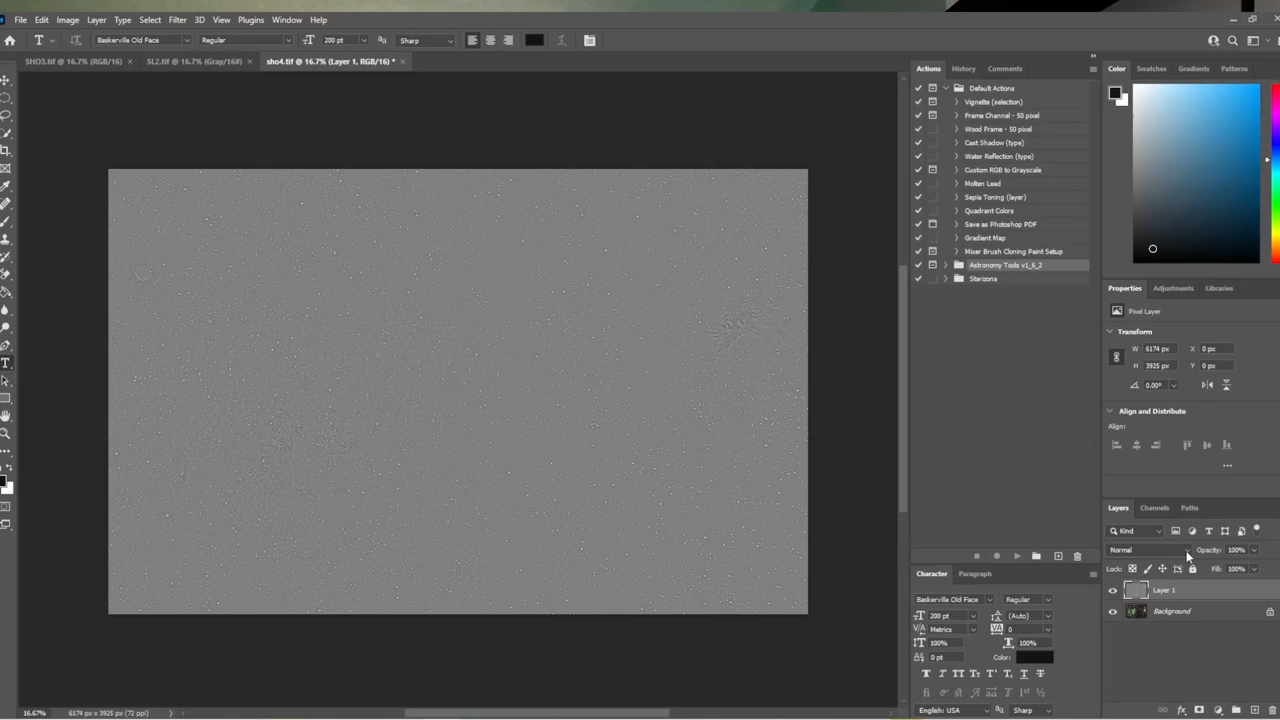 File Edit Image Layer Type Select Filter 3D View Plugins Window Help
T Baskerville Old Face Regular 200 pt Sharp
SHO3.tif @ 16.7% (RGB/16) × SL2.tif @ 16.7% (Gray/16#) × sho4.tif @ 16.7% (Layer 1, RGB/16) * ×
Actions History Comments
Default Actions
Vignette (selection)
Frame Channel - 50 pixel
Wood Frame - 50 pixel
Cast Shadow (type)
Water Reflection (type)
Custom RGB to Grayscale
Molten Lead
Sepia Toning (layer)
Quadrant Colors
Save as Photoshop PDF
Gradient Map
Mixer Brush Cloning Paint Setup
Astronomy Tools v1_6_2
Starizona
Color Swatches Gradients Patterns
Properties Adjustments Libraries
Pixel Layer
Transform
W 6174 px X 0 px
H 3925 px Y 0 px
0.00°
Align and Distribute
Align:
Layers Channels Paths
Kind
Normal Opacity: 100%
Lock: Fill: 100%
Layer 1
Background
Character Paragraph
Baskerville Old Face Regular
200 pt (Auto)
Metrics 0
100% 100%
0 pt Color:
English: USA Sharp
16.67% 6174 px x 3925 px (72 ppi)